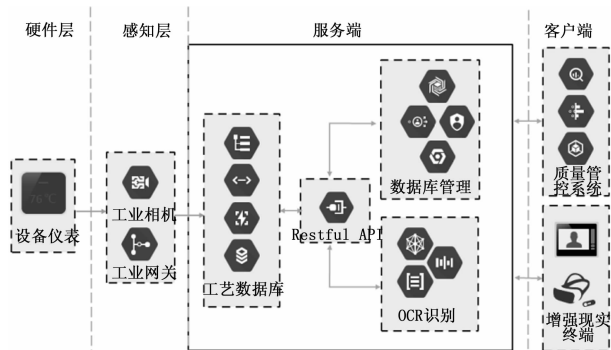 硬件层
感知层
服务端
客户端
76℃
设备仪表
工业相机
工业网关
工艺数据库
Restful API
数据库管理
OCR识别
质量管
控系统
增强现实
终端